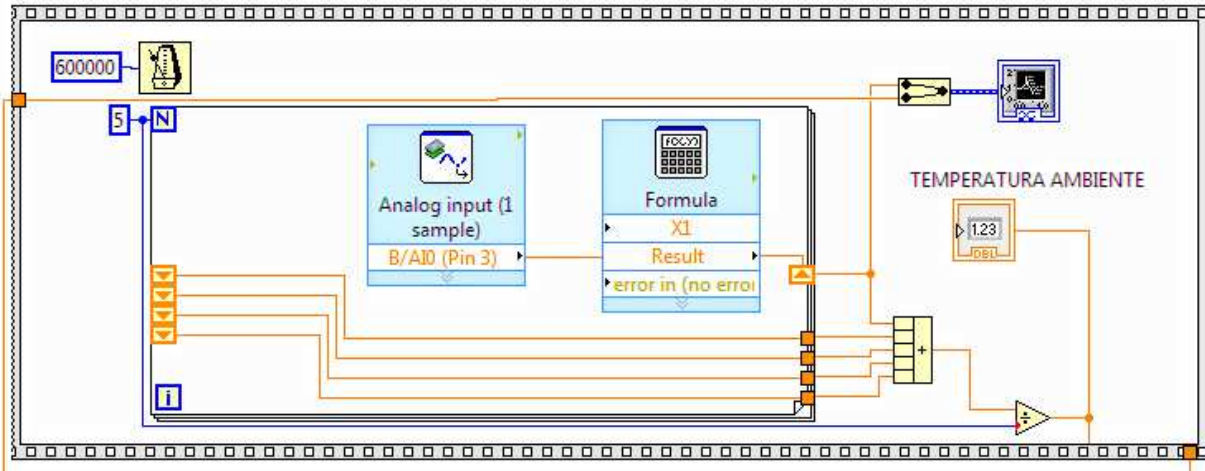 600000
5
N
Analog input (1
sample)
B/AI0 (Pin 3)
f(x,y)
Formula
X1
Result
error in (no erroi
TEMPERATURA AMBIENTE
1.23
DBL
i
+
÷